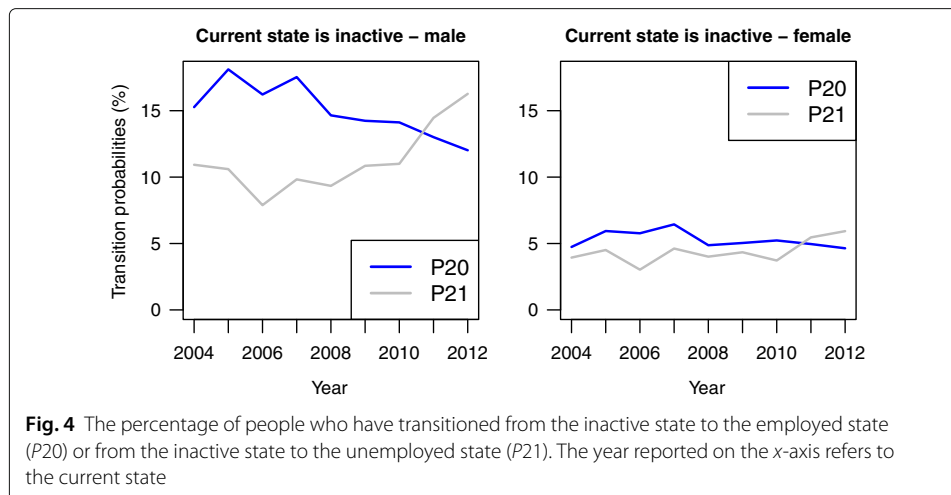 Current state is inactive – male
Transition probabilities (%)
15
10
5
0
P20
P21
2004 2006 2008 2010 2012
Year
Current state is inactive – female
15
10
5
0
P20
P21
2004 2006 2008 2010 2012
Year
Fig. 4 The percentage of people who have transitioned from the inactive state to the employed state
(P20) or from the inactive state to the unemployed state (P21). The year reported on the x-axis refers to
the current state